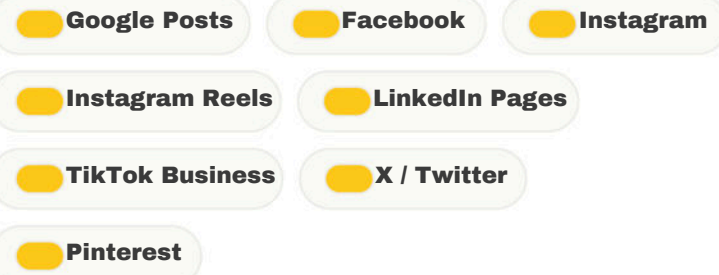 Google Posts Facebook Instagram
Instagram Reels LinkedIn Pages
TikTok Business X / Twitter
Pinterest